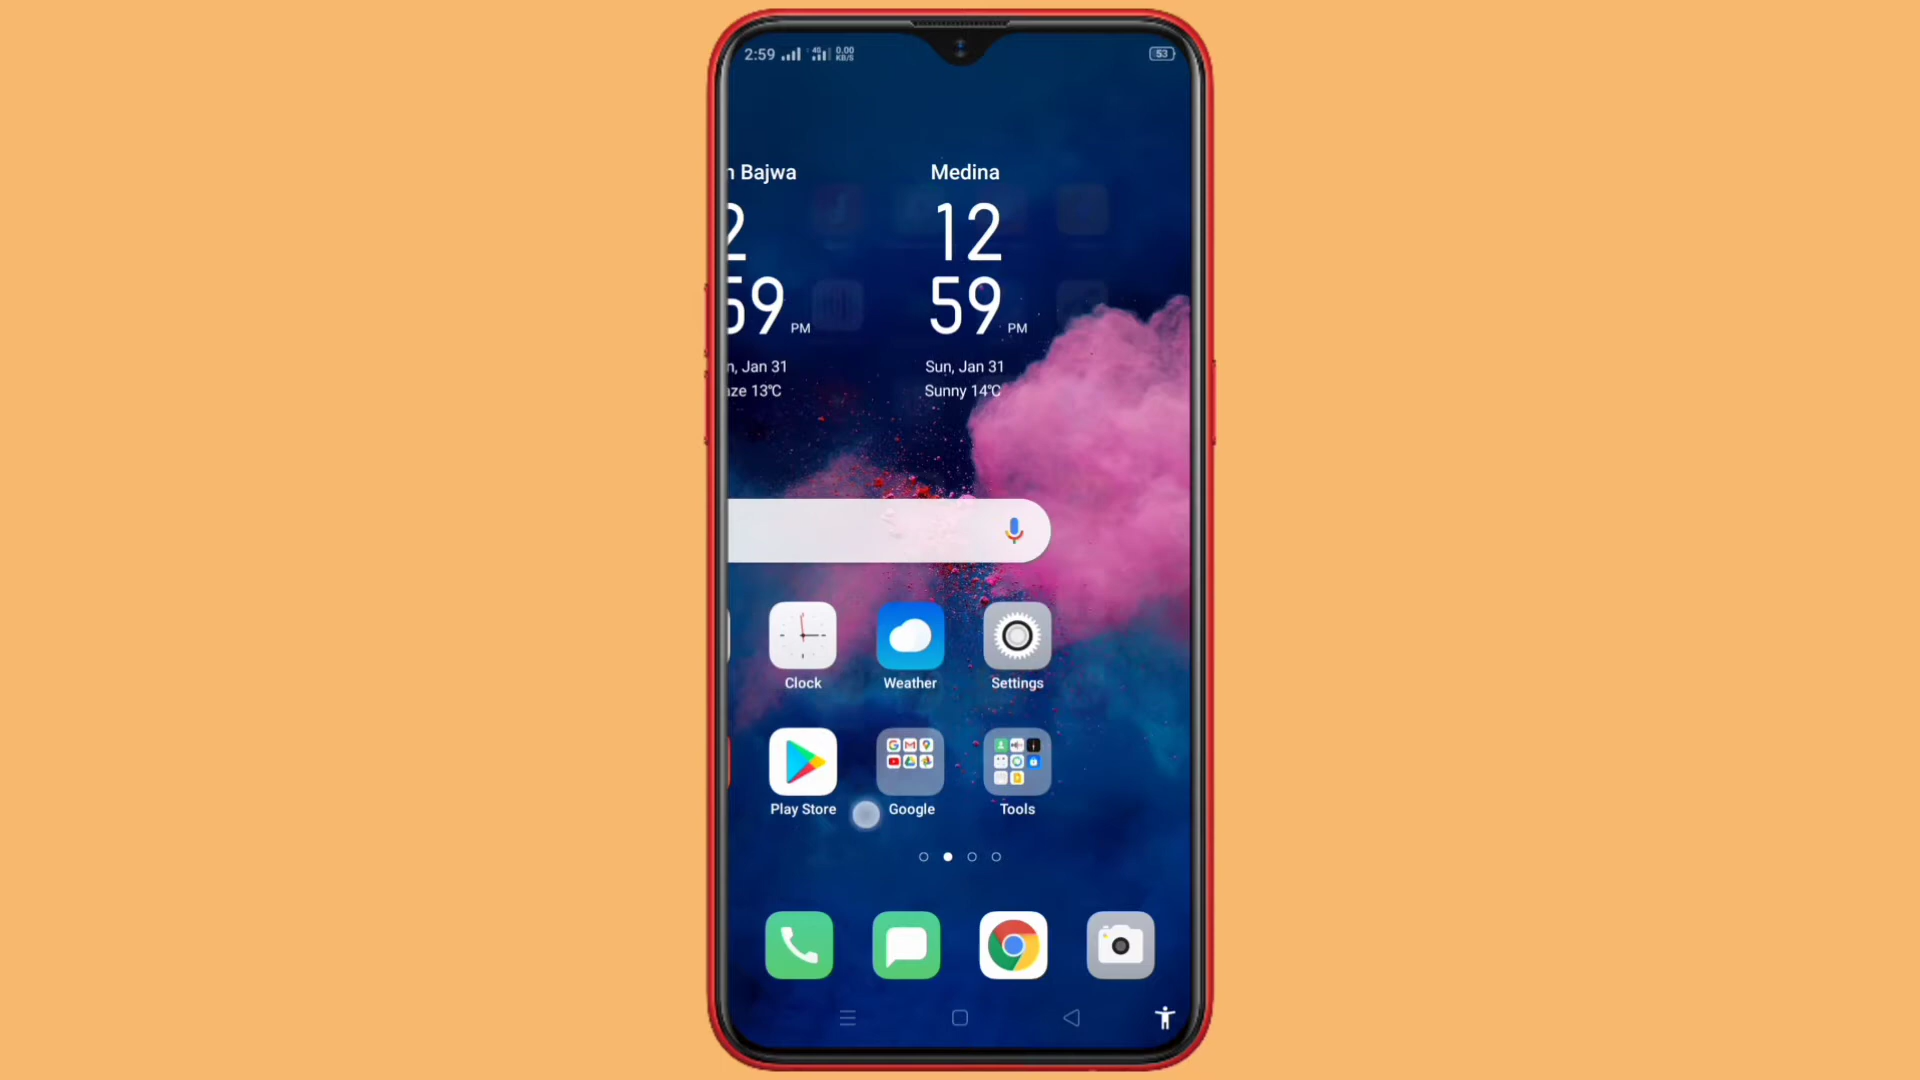 2:59 4G 0.00 KB/S 53
n Bajwa Medina
2 12
59 PM 59 PM
n, Jan 31 Sun, Jan 31
aze 13℃ Sunny 14℃
Clock Weather Settings
Play Store Google Tools